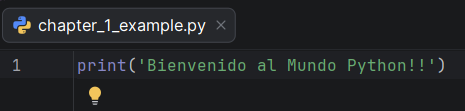 chapter_1_example.py
1 print('Bienvenido al Mundo Python!!')